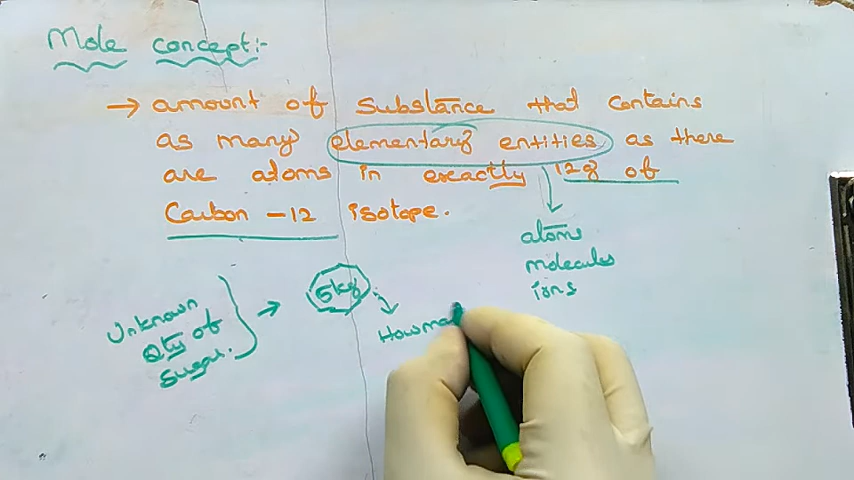 Mole concept:-
→ amount of Substance that contains
as many elementary entities as there
are atoms in exactly 12g of
Carbon - 12 isotope.
atoms
molecules
ions
Unknown
Qty of
Sugar.
→ 5kg
How ma